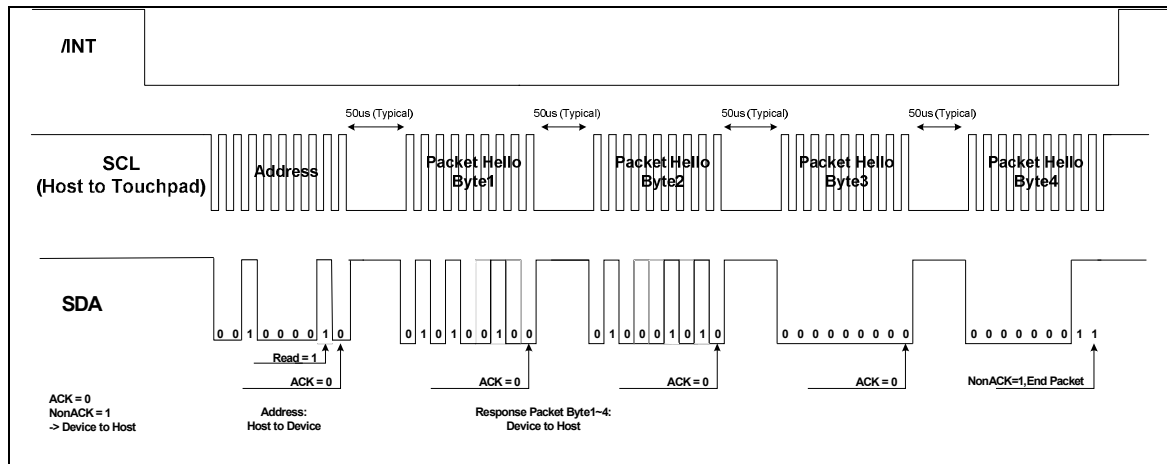 /INT
50us (Typical)
50us (Typical)
50us (Typical)
50us (Typical)
SCL
(Host to Touchpad)
Address
Packet Hello
Byte1
Packet Hello
Byte2
Packet Hello
Byte3
Packet Hello
Byte4
SDA
0 0 1 0 0 0 0 1 0
0 1 0 1 0 0 1 0 0
0 1 0 0 0 1 0 1 0
0 0 0 0 0 0 0 0 0
0 0 0 0 0 0 0 1 1
Read = 1
ACK = 0
ACK = 0
ACK = 0
ACK = 0
NonACK=1,End Packet
ACK = 0
NonACK = 1
-> Device to Host
Address:
Host to Device
Response Packet Byte1~4:
Device to Host